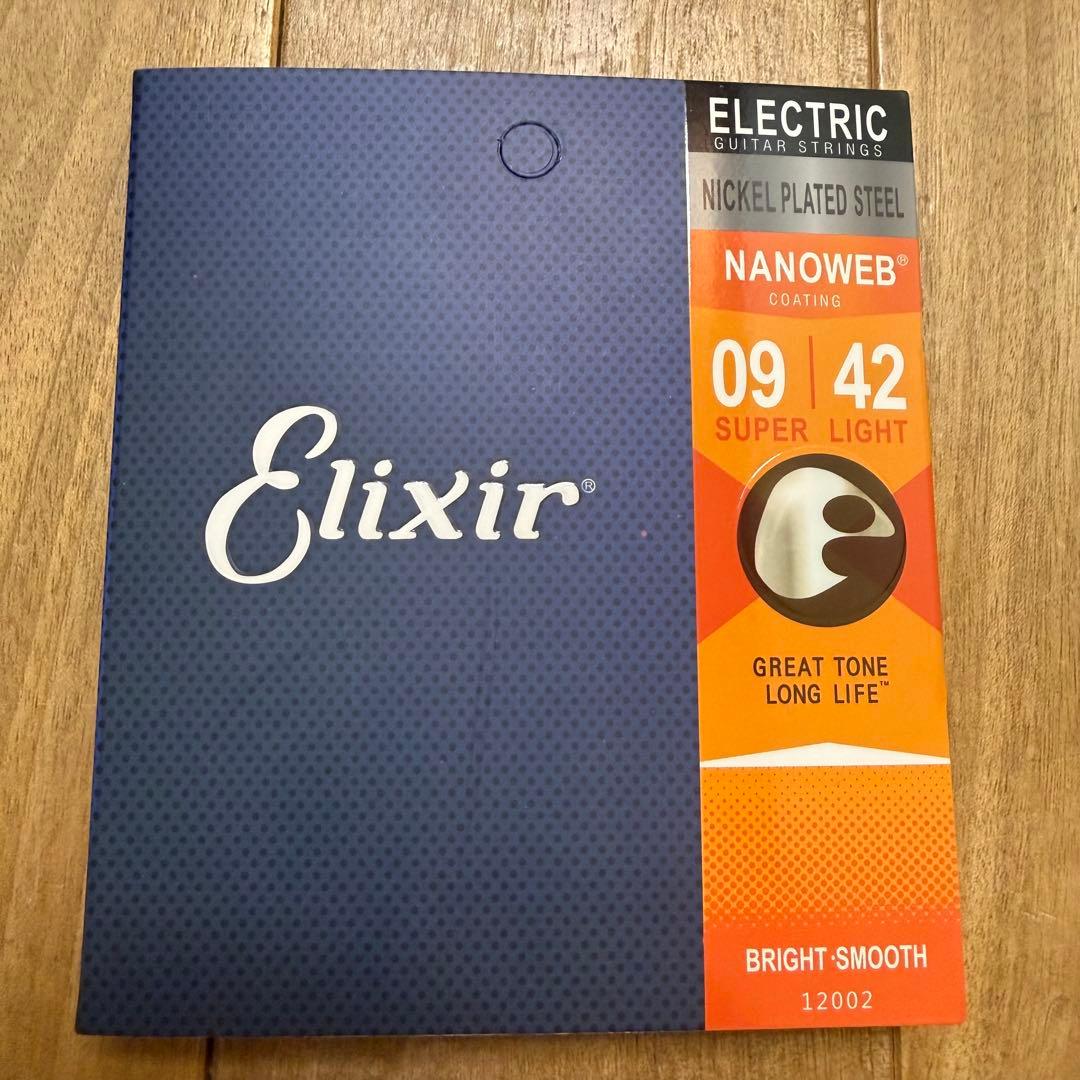 Elixir®
ELECTRIC
GUITAR STRINGS
NICKEL PLATED STEEL
NANOWEB®
COATING
09 | 42
SUPER LIGHT
e
GREAT TONE
LONG LIFE™
BRIGHT·SMOOTH
12002